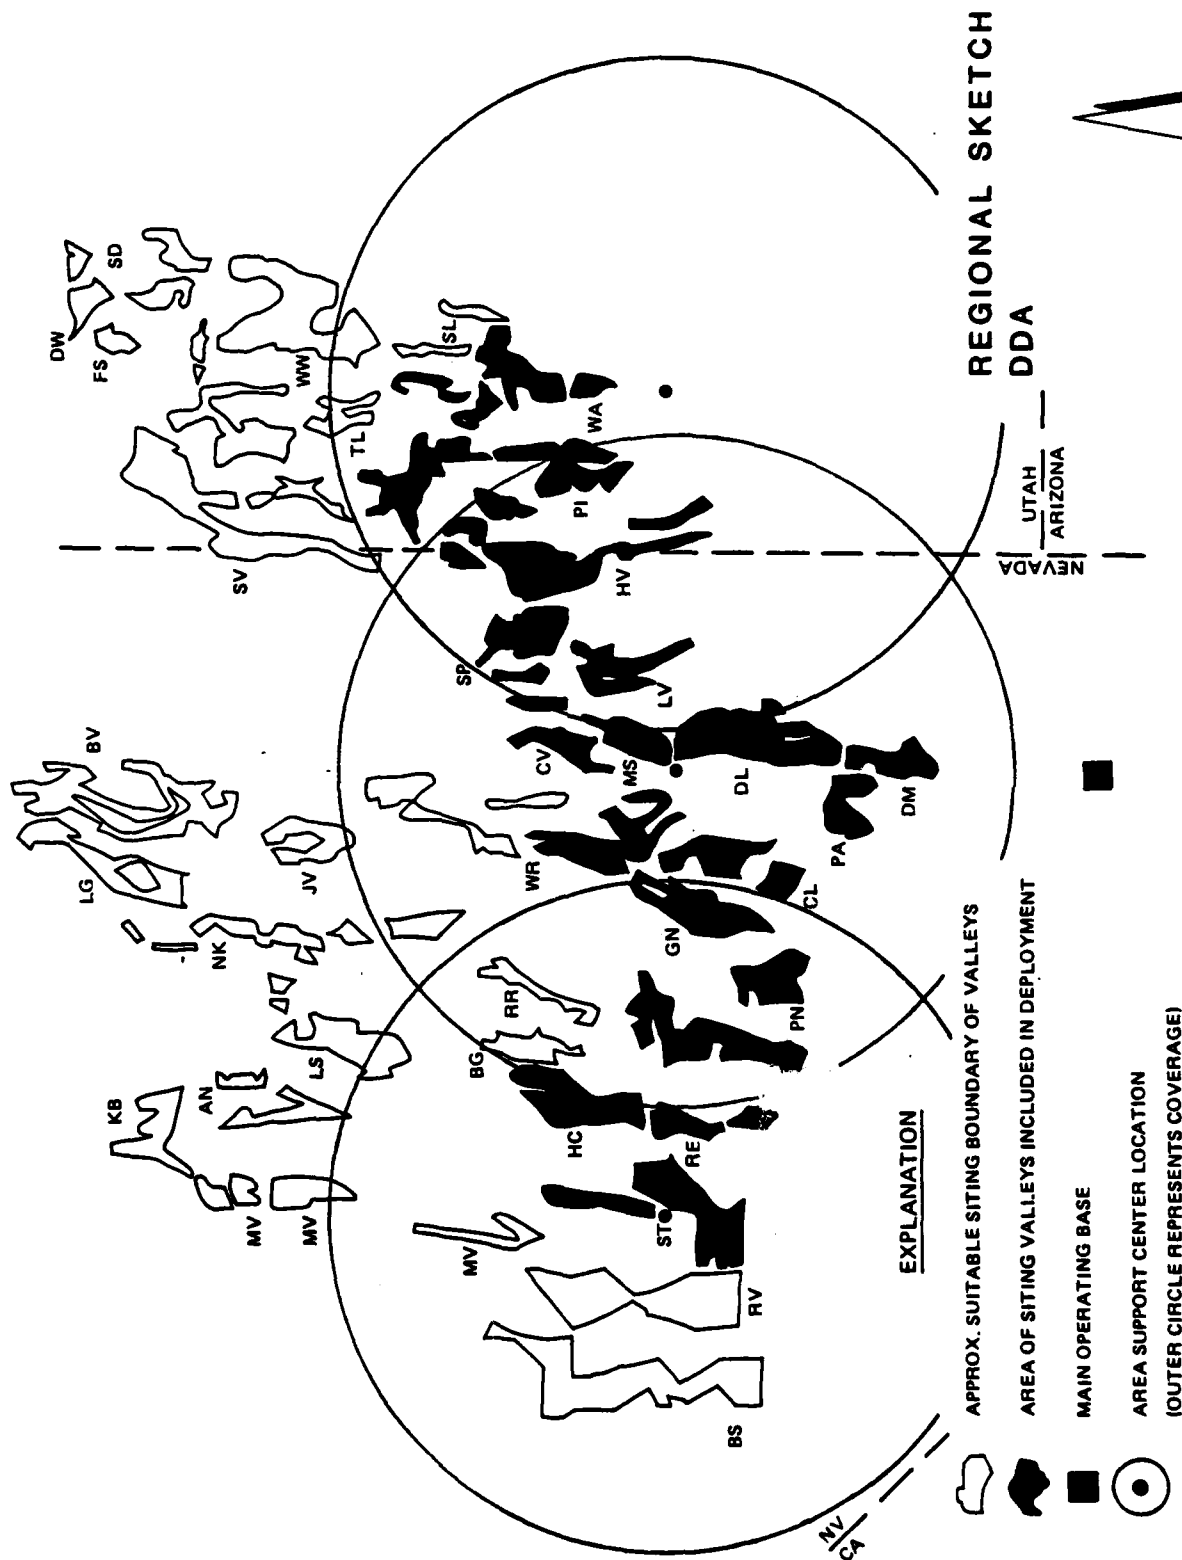 REGIONAL SKETCH
DDA
DW
SD
FS
WW
TL
SL
SV
WA
PI
HV
UTAH
ARIZONA
NEVADA
SP
LV
BV
CV
MS
DL
DM
PA
LG
JV
WR
CL
GN
NK
RR
PN
BG
LS
AN
KB
HC
RE
MV
MV
MV
ST
RV
BS
NV
CA
EXPLANATION
APPROX. SUITABLE SITING BOUNDARY OF VALLEYS
AREA OF SITING VALLEYS INCLUDED IN DEPLOYMENT
MAIN OPERATING BASE
AREA SUPPORT CENTER LOCATION
(OUTER CIRCLE REPRESENTS COVERAGE)